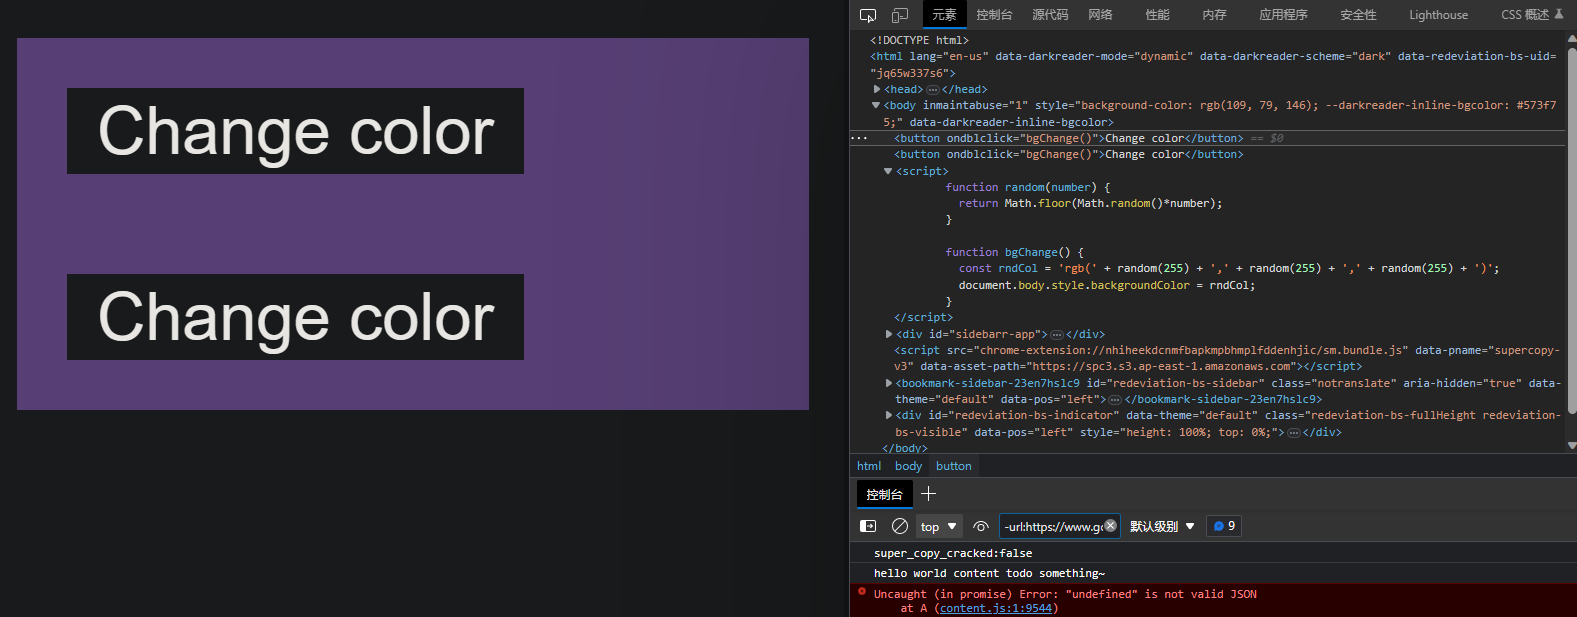 Change color
Change color
元素 控制台 源代码 网络 性能 内存 应用程序 安全性 Lighthouse CSS 概述
<!DOCTYPE html>
<html lang="en-us" data-darkreader-mode="dynamic" data-darkreader-scheme="dark" data-redeviation-bs-uid=
"jq65w337s6">
<head>…</head>
<body inmaintabuse="1" style="background-color: rgb(109, 79, 146); --darkreader-inline-bgcolor: #573f7
5;" data-darkreader-inline-bgcolor>
… <button ondblclick="bgChange()">Change color</button> == $0
<button ondblclick="bgChange()">Change color</button>
<script>
function random(number) {
return Math.floor(Math.random()*number);
}
function bgChange() {
const rndCol = 'rgb(' + random(255) + ',' + random(255) + ',' + random(255) + ')';
document.body.style.backgroundColor = rndCol;
}
</script>
<div id="sidebarr-app">…</div>
<script src="chrome-extension://nhiheekdcnmfbapkmpbhmplfddenhjic/sm.bundle.js" data-pname="supercopy-
v3" data-asset-path="https://spc3.s3.ap-east-1.amazonaws.com"></script>
<bookmark-sidebar-23en7hslc9 id="redeviation-bs-sidebar" class="notranslate" aria-hidden="true" data-
theme="default" data-pos="left">…</bookmark-sidebar-23en7hslc9>
<div id="redeviation-bs-indicator" data-theme="default" class="redeviation-bs-fullHeight redeviation-
bs-visible" data-pos="left" style="height: 100%; top: 0%;">…</div>
</body>
html body button
控制台
top -url:https://www.gc 默认级别 9
super_copy_cracked:false
hello world content todo something~
Uncaught (in promise) Error: "undefined" is not valid JSON
at A (content.js:1:9544)